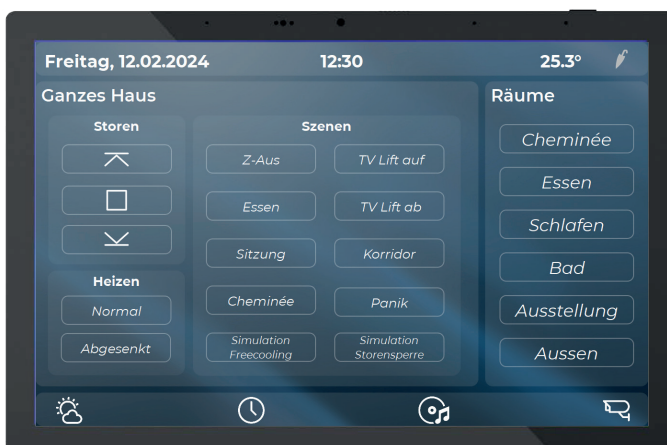 Freitag, 12.02.2024 12:30 25.3°
Ganzes Haus
Räume
Storen
Szenen
Z-Aus TV Lift auf
Essen TV Lift ab
Sitzung Korridor
Cheminée Panik
Simulation Freecooling
Simulation Storensperre
Heizen
Normal
Abgesenkt
Cheminée
Essen
Schlafen
Bad
Ausstellung
Aussen